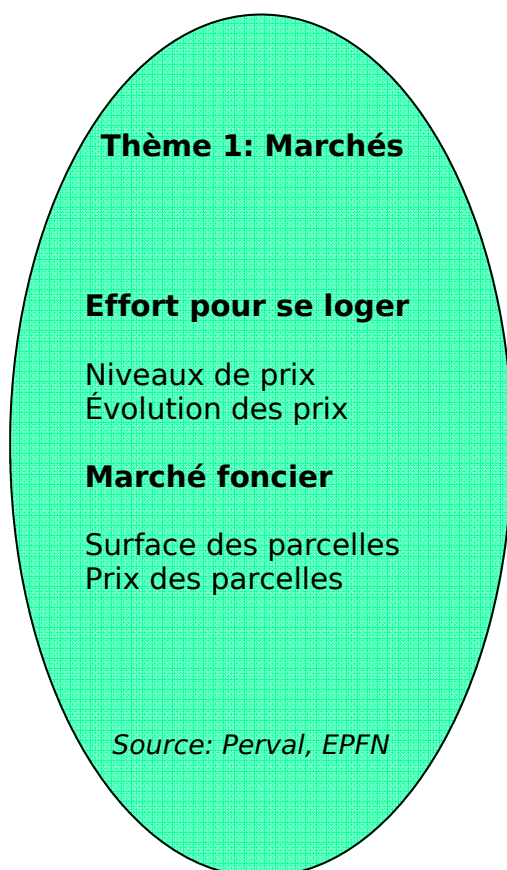 Thème 1: Marchés
Effort pour se loger
Niveaux de prix
Évolution des prix
Marché foncier
Surface des parcelles
Prix des parcelles
Source: Perval, EPFN